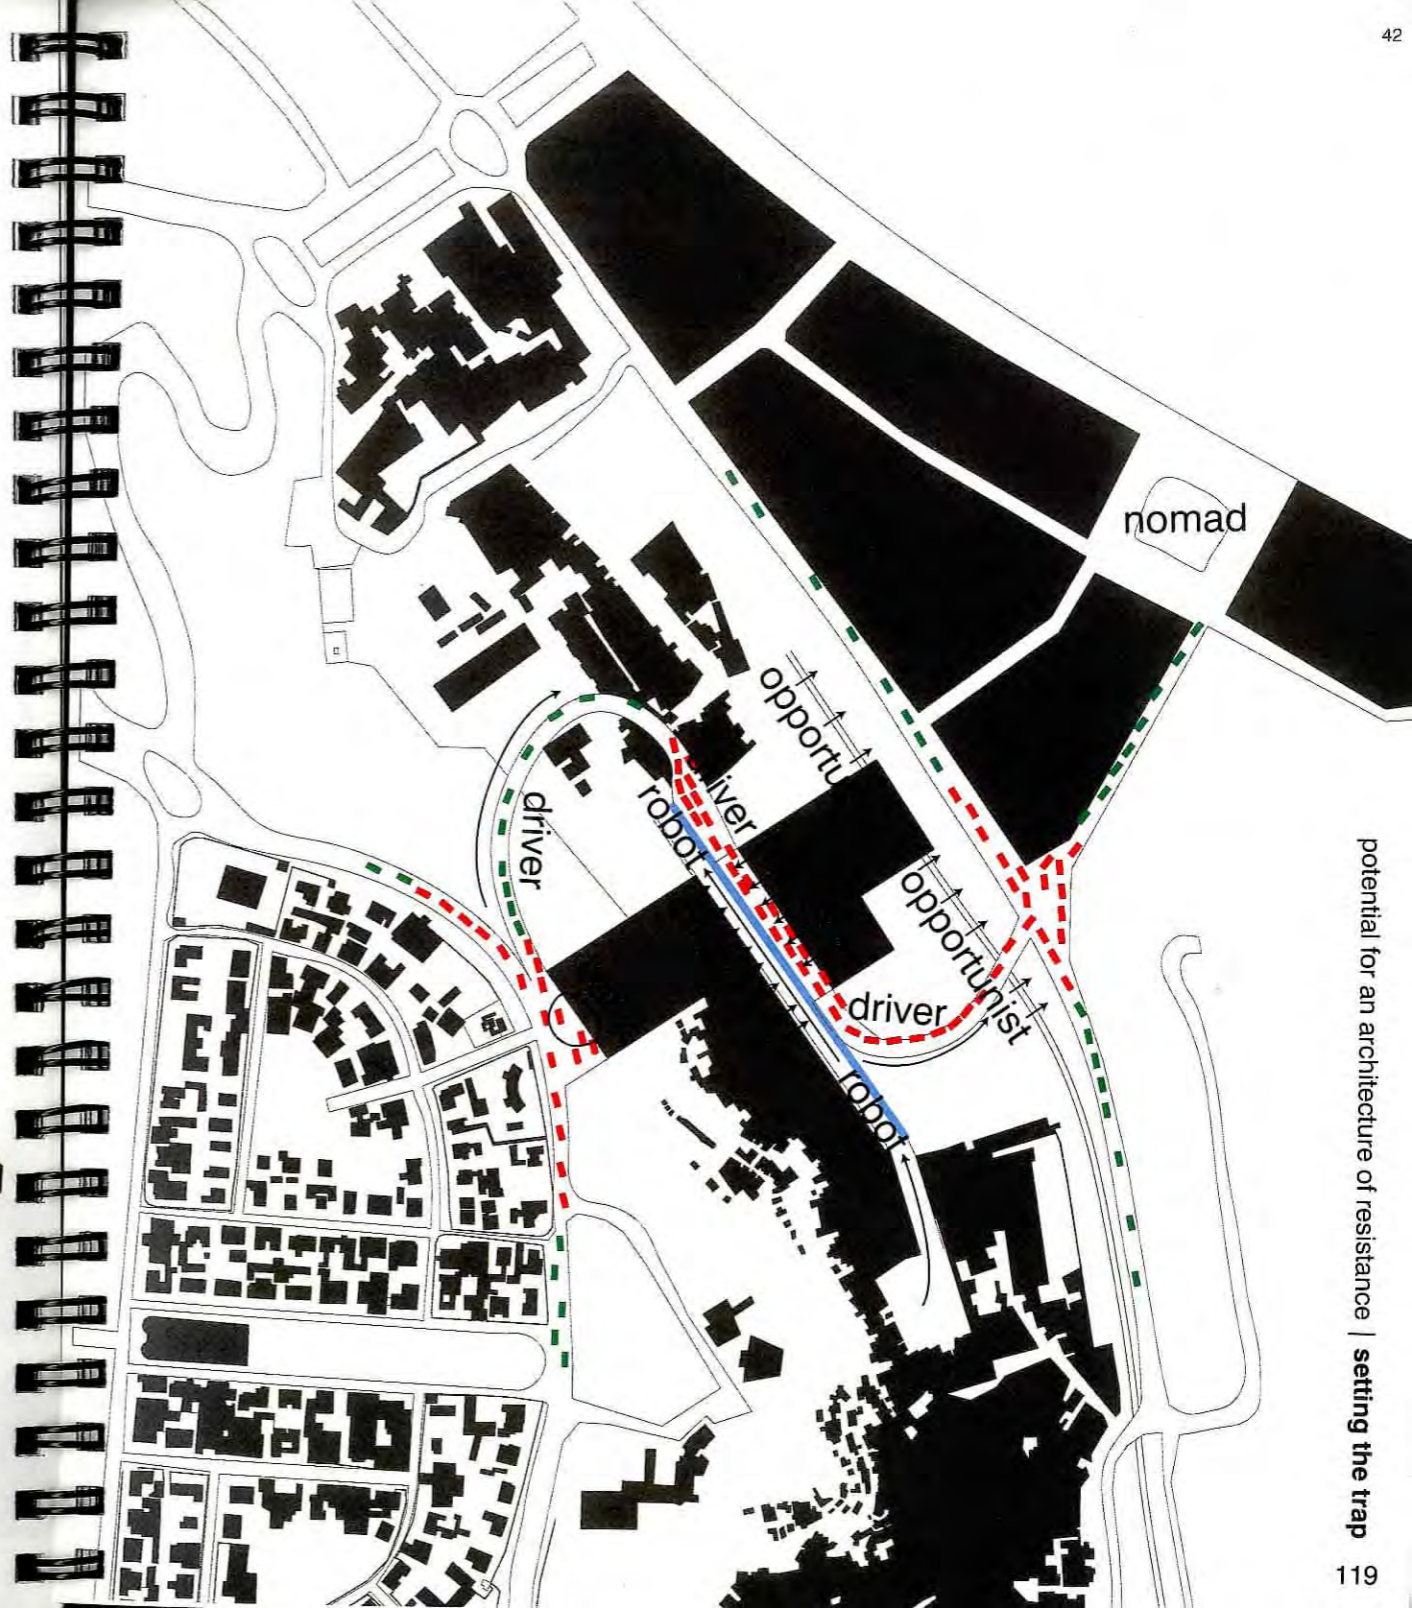 42
nomad
opportu
driver
iver
robot
opportunist
driver
robot
potential for an architecture of resistance | setting the trap
119